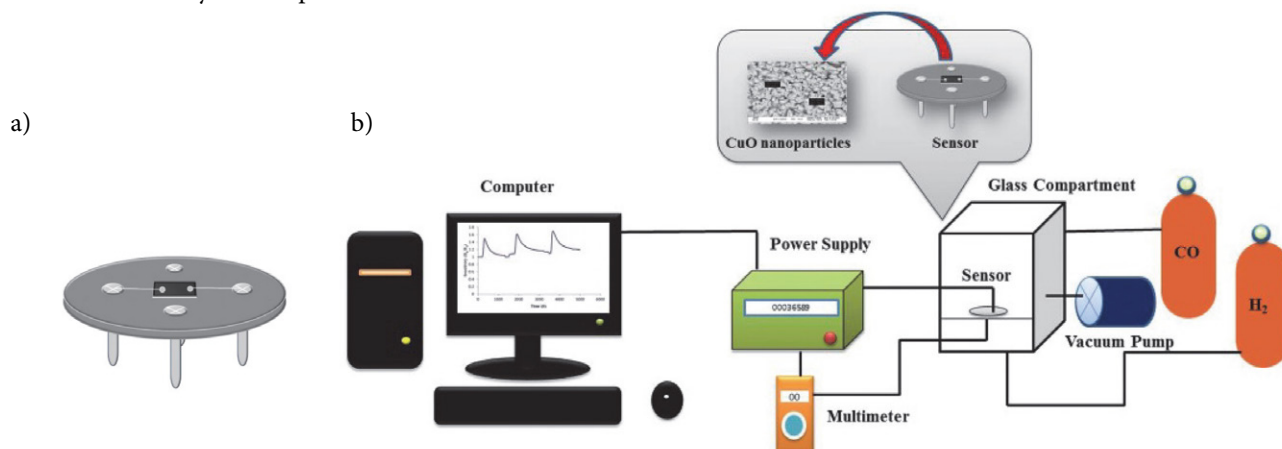 a)
b)
CuO nanoparticles
Sensor
Computer
Glass Compartment
Power Supply
CO
Sensor
00036589
H₂
Vacuum Pump
00
Multimeter